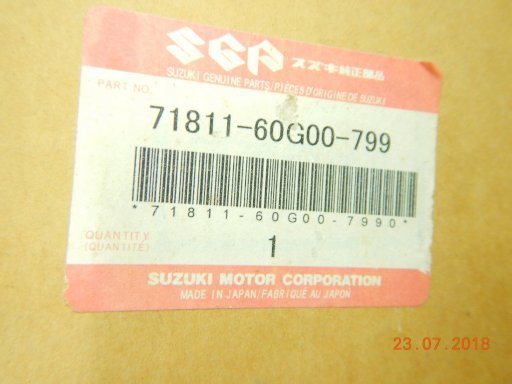 SGP スズキ純正部品
SUZUKI GENUINE PARTS/PIECES D'ORIGINE DE SUZUKI
PART NO.
71811-60G00-799
*71811-60G00-7990*
QUANTITY
(QUANTITÉ)
1
SUZUKI MOTOR CORPORATION
MADE IN JAPAN/FABRIQUÉ AU JAPON
23.07.2018